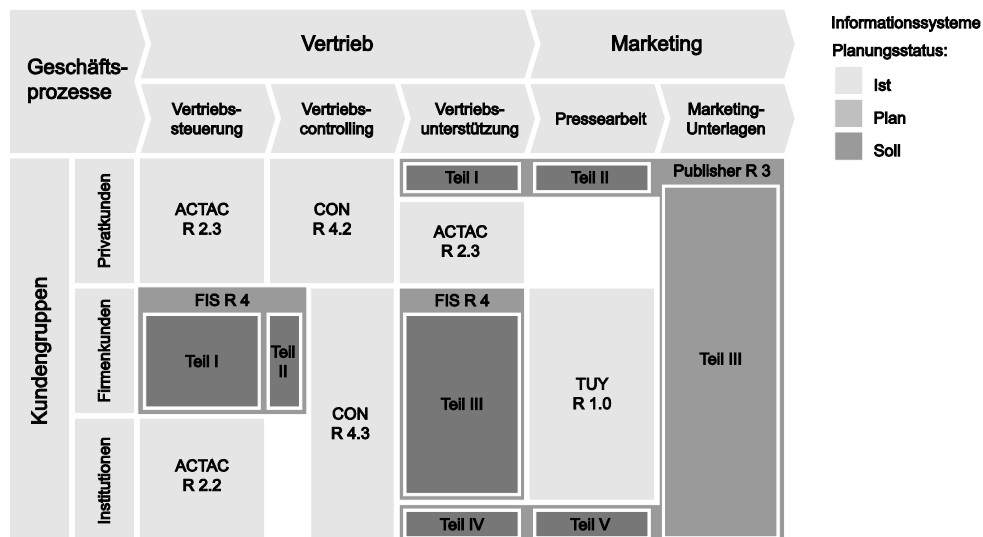 Geschäfts-
prozesse
Vertrieb
Marketing
Vertriebs-
steuerung
Vertriebs-
controlling
Vertriebs-
unterstützung
Pressearbeit
Marketing-
Unterlagen
Informationssysteme
Planungsstatus:
Ist
Plan
Soll
Kundengruppen
Privatkunden
ACTAC
R 2.3
CON
R 4.2
Teil I
Teil II
Publisher R 3
ACTAC
R 2.3
Firmenkunden
FIS R 4
Teil I
Teil
II
CON
R 4.3
FIS R 4
Teil III
TUY
R 1.0
Teil III
Institutionen
ACTAC
R 2.2
Teil IV
Teil V